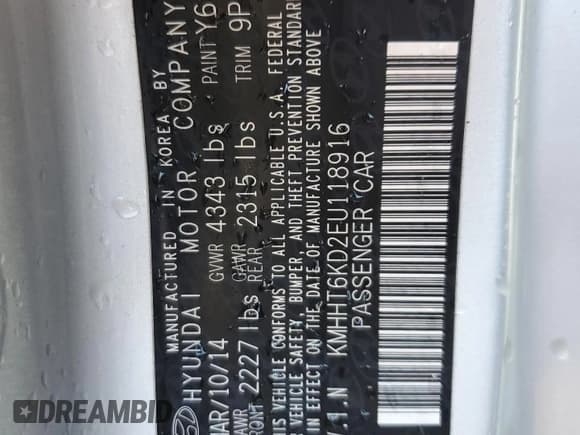 MANUFACTURED IN KOREA BY
HYUNDAI MOTOR COMPANY
MAR/10/14 GVWR 4343 lbs PAINT Y6
GAWR FRONT 2227 lbs GAWR REAR 2315 lbs TRIM 9P
THIS VEHICLE CONFORMS TO ALL APPLICABLE U.S.A. FEDERAL
VEHICLE SAFETY, BUMPER, AND THEFT PREVENTION STANDAR
IN EFFECT ON THE DATE OF MANUFACTURE SHOWN ABOVE
V.I.N KMHHT6KD2EU118916
PASSENGER CAR
DREAMBID